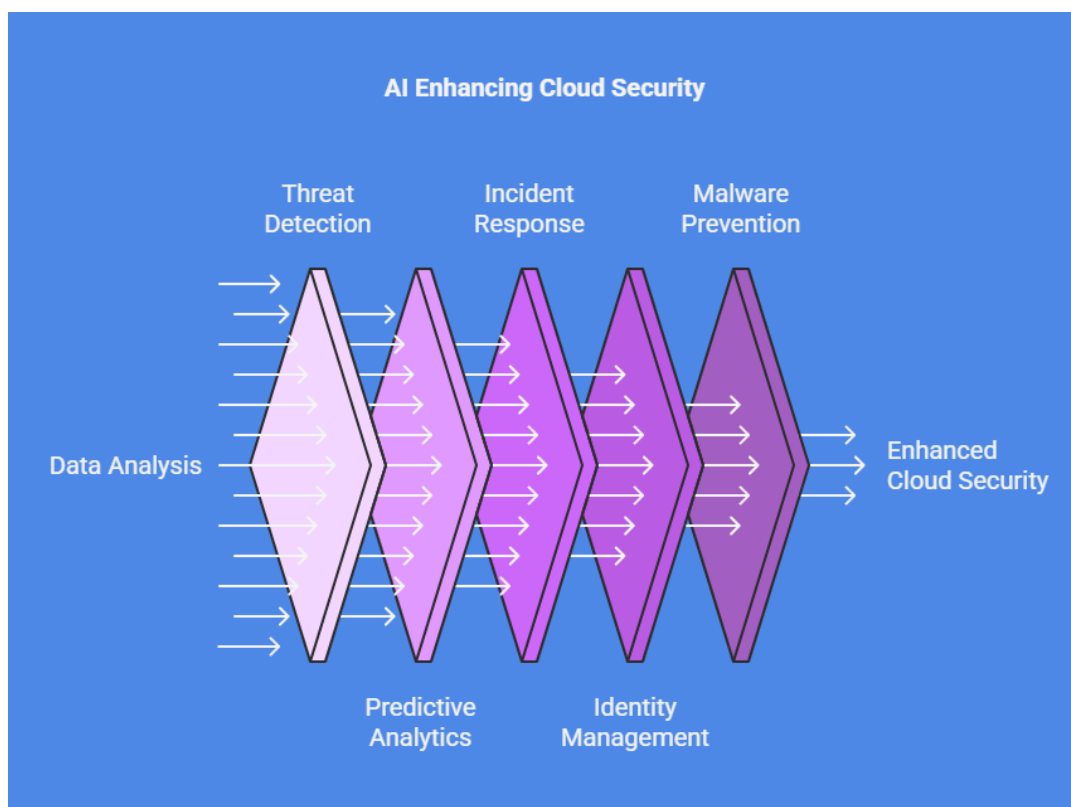 AI Enhancing Cloud Security
Threat
Detection
Incident
Response
Malware
Prevention
Data Analysis
Enhanced
Cloud Security
Predictive
Analytics
Identity
Management